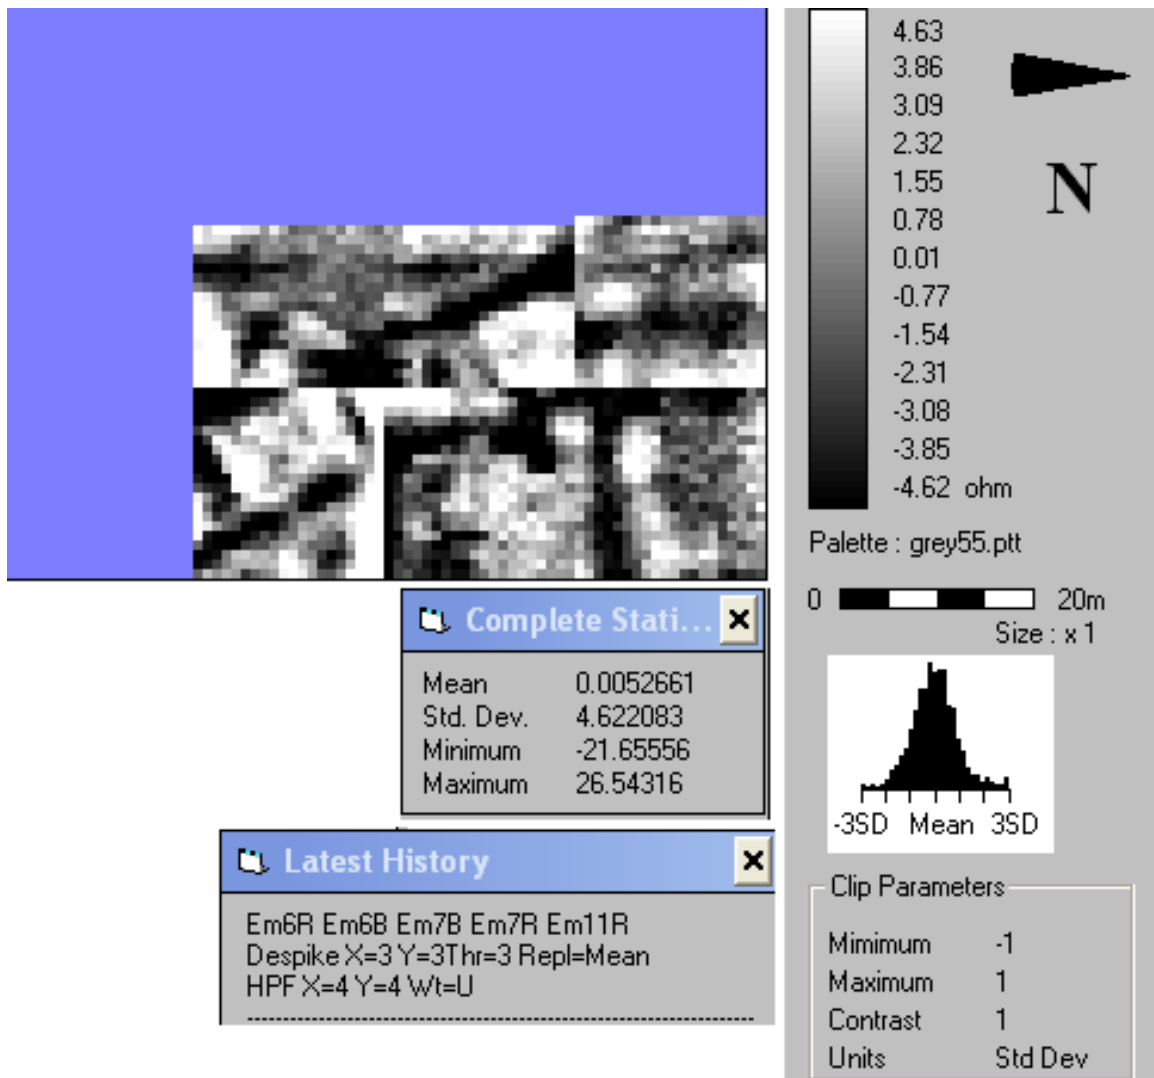 4.63
3.86
3.09
2.32
1.55
0.78
0.01
-0.77
-1.54
-2.31
-3.08
-3.85
-4.62 ohm
N
Palette : grey55.ptt
0 20m
Size : x 1
-3SD Mean 3SD
Clip Parameters
Mimimum -1
Maximum 1
Contrast 1
Units Std Dev
Complete Stati...
Mean 0.0052661
Std. Dev. 4.622083
Minimum -21.65556
Maximum 26.54316
Latest History
Em6R Em6B Em7B Em7R Em11R
Despike X=3 Y=3Thr=3 Repl=Mean
HPF X=4 Y=4 Wt=U